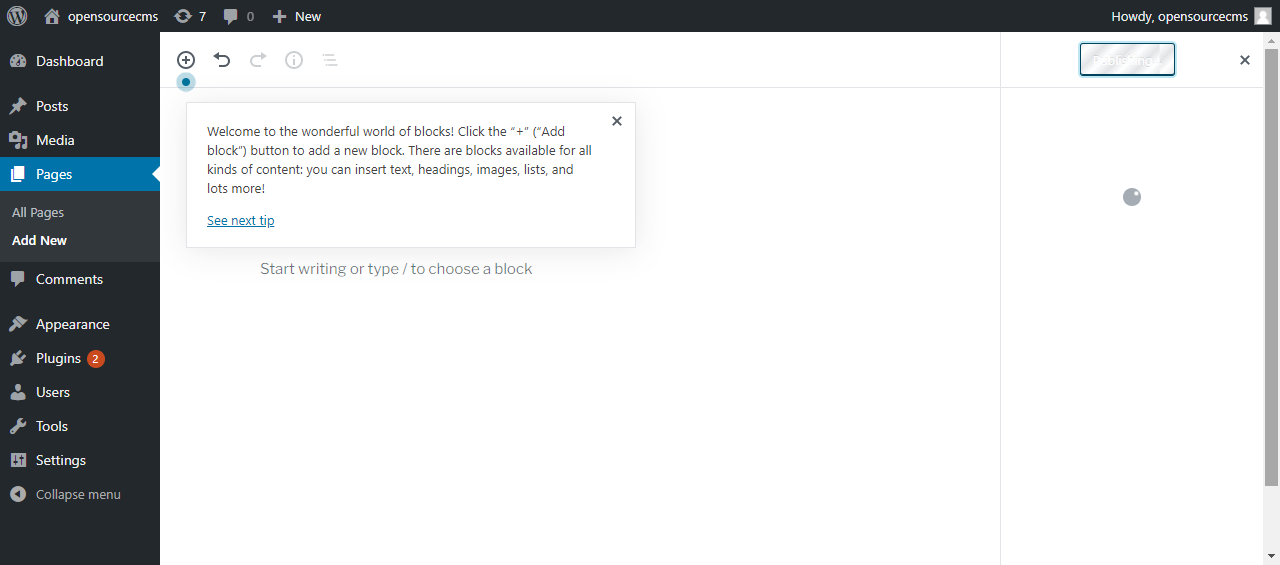 opensourcecms 7 0 New Howdy, opensourcecms
Dashboard
Posts
Media
Pages
All Pages
Add New
Comments
Appearance
Plugins 2
Users
Tools
Settings
Collapse menu
Welcome to the wonderful world of blocks! Click the “+” (“Add
block”) button to add a new block. There are blocks available for all
kinds of content: you can insert text, headings, images, lists, and
lots more!
See next tip
Start writing or type / to choose a block